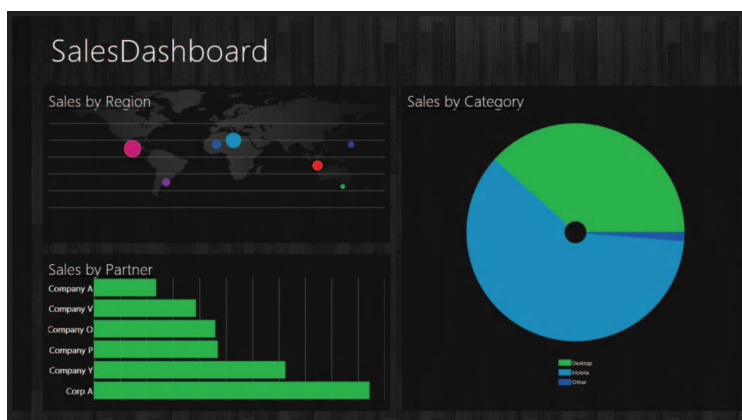 SalesDashboard
Sales by Region
Sales by Category
Sales by Partner
Company A
Company V
Company O
Company P
Company Y
Corp A
Desktop
Mobile
Other